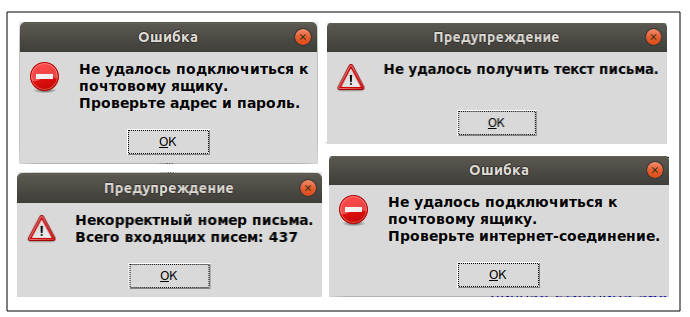 Ошибка
Не удалось подключиться к
почтовому ящику.
Проверьте адрес и пароль.
OK
Предупреждение
Не удалось получить текст письма.
OK
Предупреждение
Некорректный номер письма.
Всего входящих писем: 437
OK
Ошибка
Не удалось подключиться к
почтовому ящику.
Проверьте интернет-соединение.
OK